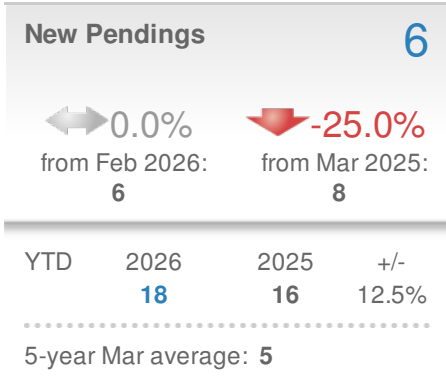 New Pendings 6
0.0% -25.0%
from Feb 2026: from Mar 2025:
6 8
YTD 2026 2025 +/-
18 16 12.5%
5-year Mar average: 5